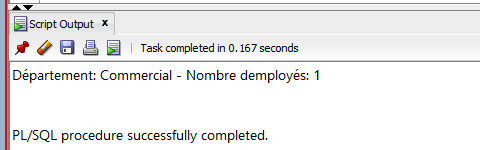 Script Output x
Task completed in 0.167 seconds
Département: Commercial - Nombre demployés: 1
PL/SQL procedure successfully completed.